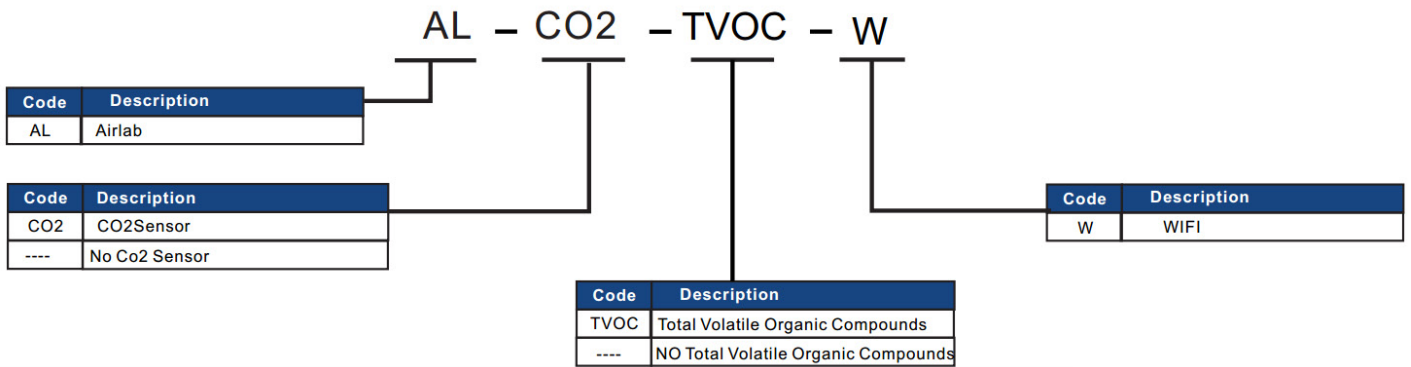 AL – CO2 – TVOC – W
Code Description
AL Airlab
Code Description
CO2 CO2Sensor
---- No Co2 Sensor
Code Description
W WIFI
Code Description
TVOC Total Volatile Organic Compounds
---- NO Total Volatile Organic Compounds